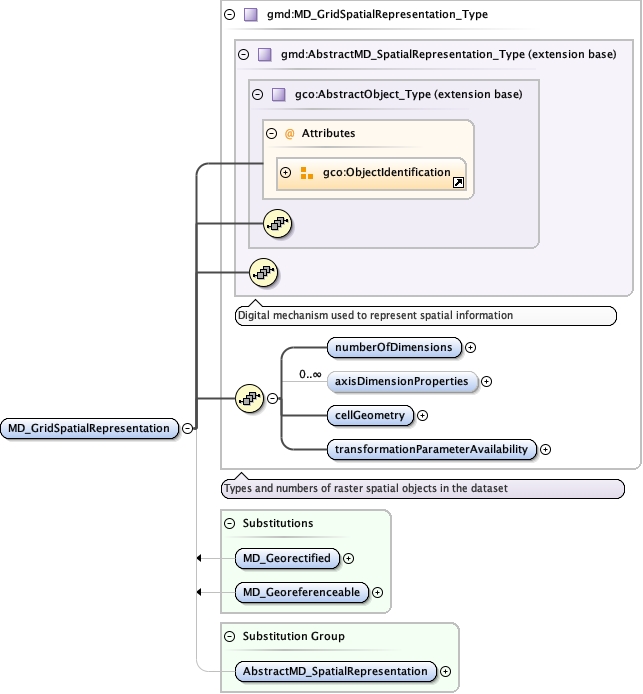 gmd:MD_GridSpatialRepresentation_Type
gmd:AbstractMD_SpatialRepresentation_Type (extension base)
gco:AbstractObject_Type (extension base)
@ Attributes
gco:ObjectIdentification
Digital mechanism used to represent spatial information
numberOfDimensions
0..∞
axisDimensionProperties
cellGeometry
MD_GridSpatialRepresentation
transformationParameterAvailability
Types and numbers of raster spatial objects in the dataset
Substitutions
MD_Georectified
MD_Georeferenceable
Substitution Group
AbstractMD_SpatialRepresentation